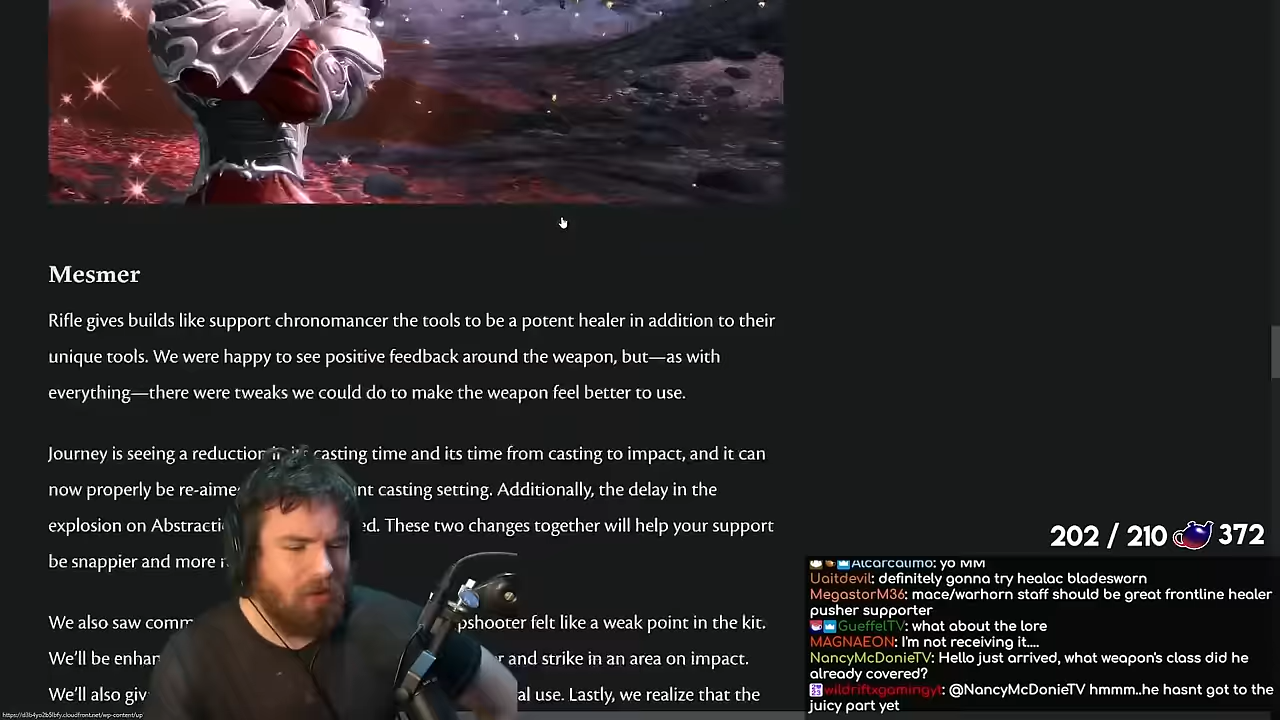 Mesmer
Rifle gives builds like support chronomancer the tools to be a potent healer in addition to their
unique tools. We were happy to see positive feedback around the weapon, but—as with
everything—there were tweaks we could do to make the weapon feel better to use.
Journey is seeing a reduction in its casting time and its time from casting to impact, and it can
now properly be re-aimed casting setting. Additionally, the delay in the
explosion on These two changes together will help your support
be snappier and more
We also saw felt like a weak point in the kit.
We'll be and strike in an area on impact.
We'll also use. Lastly, we realize that the
202 / 210 372
Alcarcalimo: yo MM
Uaitdevil: definitely gonna try healac bladesworn
MegastorM36: mace/warhorn staff should be great frontline healer
pusher supporter
GueffelTV: what about the lore
MAGNAEON: I'm not receiving it....
NancyMcDonieTV: Hello just arrived, what weapon's class did he
already covered?
wildriftxgamingyt: @NancyMcDonieTV hmmm..he hasnt got to the
juicy part yet